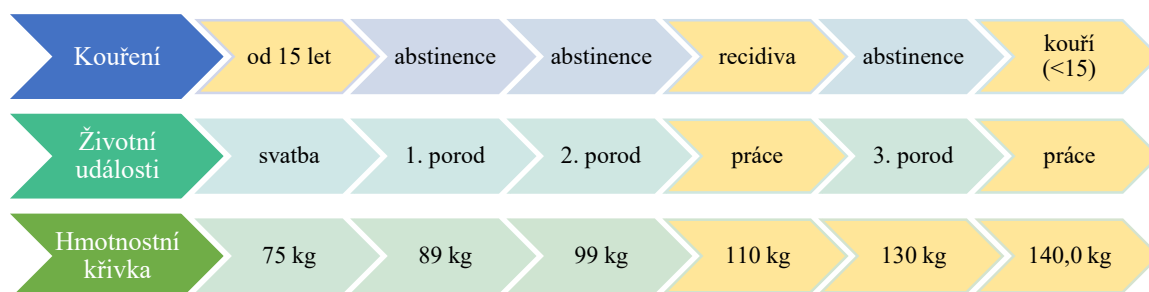 Kouření
od 15 let
abstinence
abstinence
recidiva
abstinence
kouří
(<15)
Životní
události
svatba
1. porod
2. porod
práce
3. porod
práce
Hmotnostní
křivka
75 kg
89 kg
99 kg
110 kg
130 kg
140,0 kg